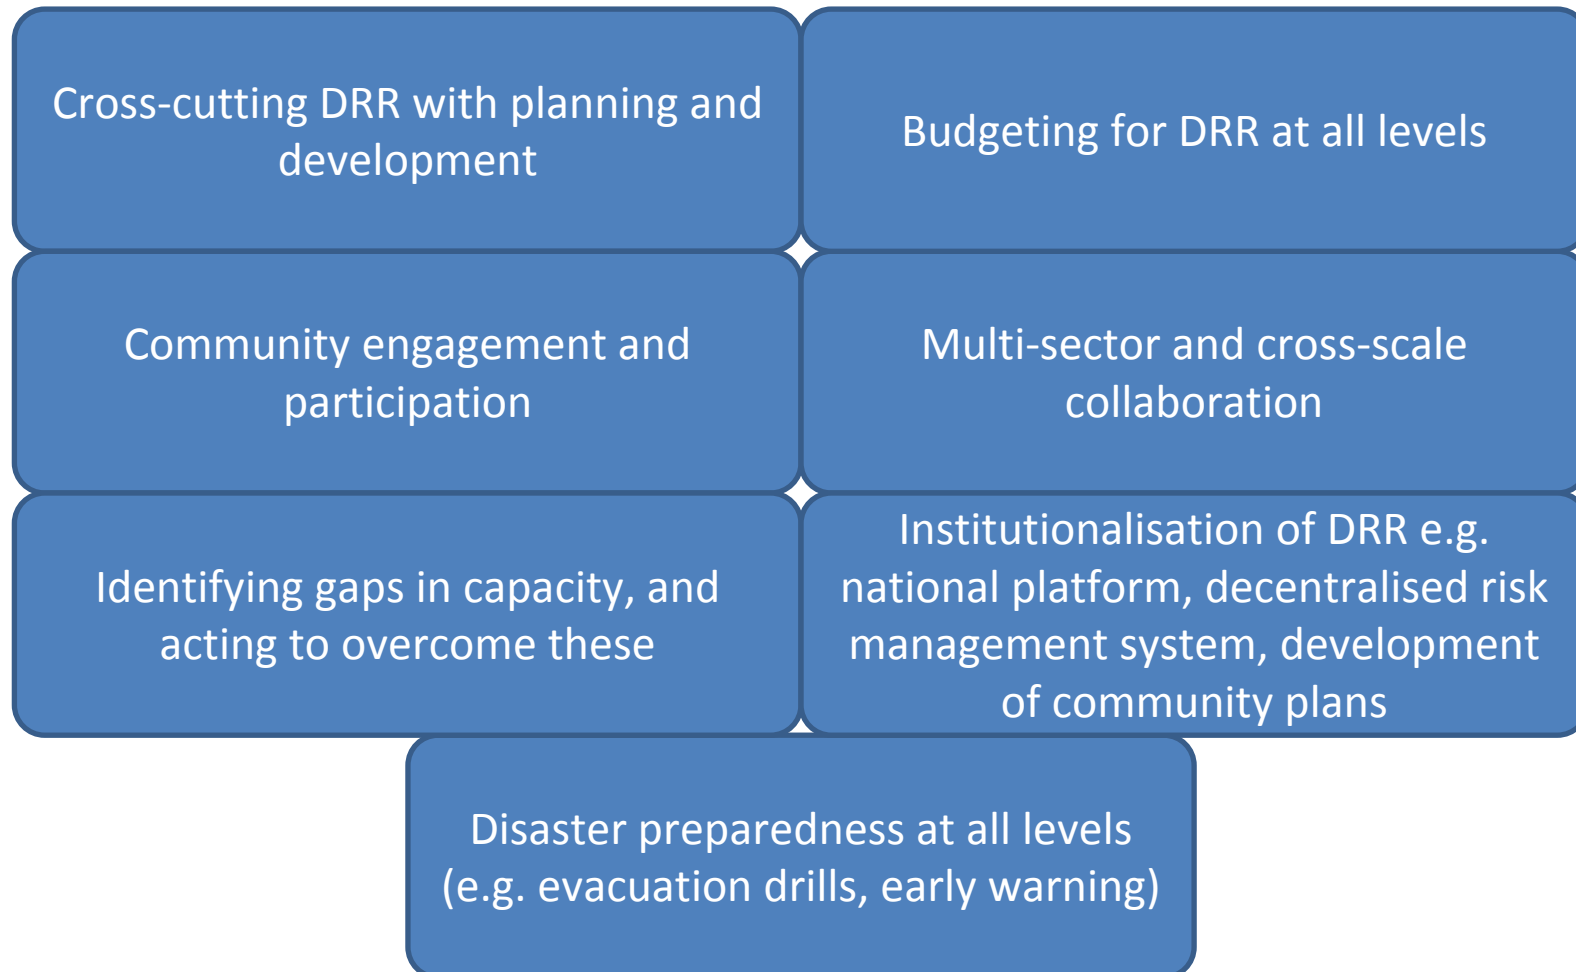 Cross-cutting DRR with planning and
development
Budgeting for DRR at all levels
Community engagement and
participation
Multi-sector and cross-scale
collaboration
Identifying gaps in capacity, and
acting to overcome these
Institutionalisation of DRR e.g.
national platform, decentralised risk
management system, development
of community plans
Disaster preparedness at all levels
(e.g. evacuation drills, early warning)